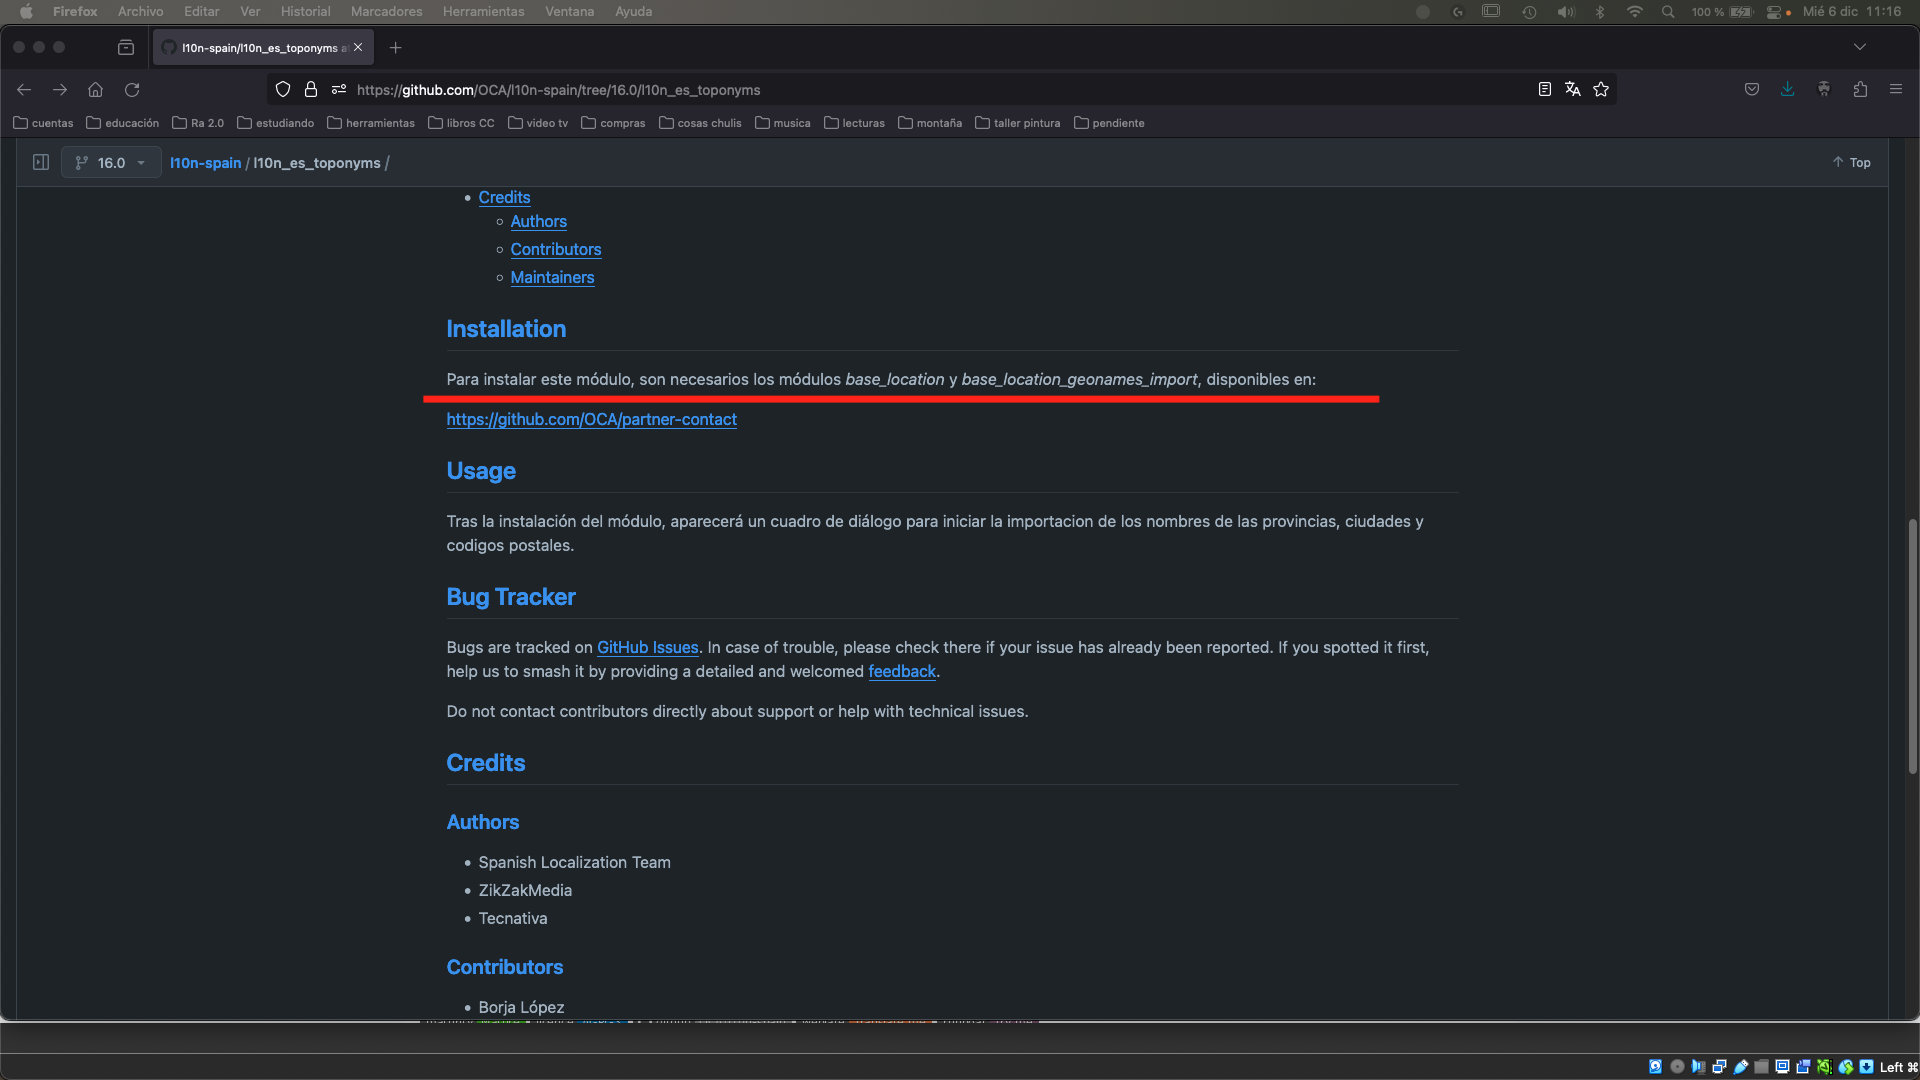 Firefox Archivo Editar Ver Historial Marcadores Herramientas Ventana Ayuda 100 % Mié 6 dic 11:16
l10n-spain/l10n_es_toponyms a
https://github.com/OCA/l10n-spain/tree/16.0/l10n_es_toponyms
cuentas educación Ra 2.0 estudiando herramientas libros CC video tv compras cosas chulis musica lecturas montaña taller pintura pendiente
16.0 l10n-spain / l10n_es_toponyms / Top
Credits
Authors
Contributors
Maintainers
Installation
Para instalar este módulo, son necesarios los módulos base_location y base_location_geonames_import, disponibles en:
https://github.com/OCA/partner-contact
Usage
Tras la instalación del módulo, aparecerá un cuadro de diálogo para iniciar la importacion de los nombres de las provincias, ciudades y
codigos postales.
Bug Tracker
Bugs are tracked on GitHub Issues. In case of trouble, please check there if your issue has already been reported. If you spotted it first,
help us to smash it by providing a detailed and welcomed feedback.
Do not contact contributors directly about support or help with technical issues.
Credits
Authors
Spanish Localization Team
ZikZakMedia
Tecnativa
Contributors
Borja López
Left ⌘